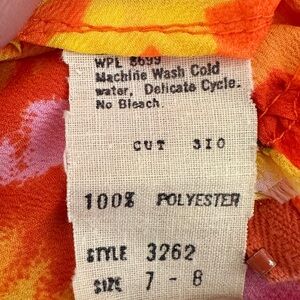 WPL 8699
Machine Wash Cold
water, Delicate Cycle.
No Bleach
CUT 310
100% POLYESTER
STYLE 3262
SIZE 7 - 8